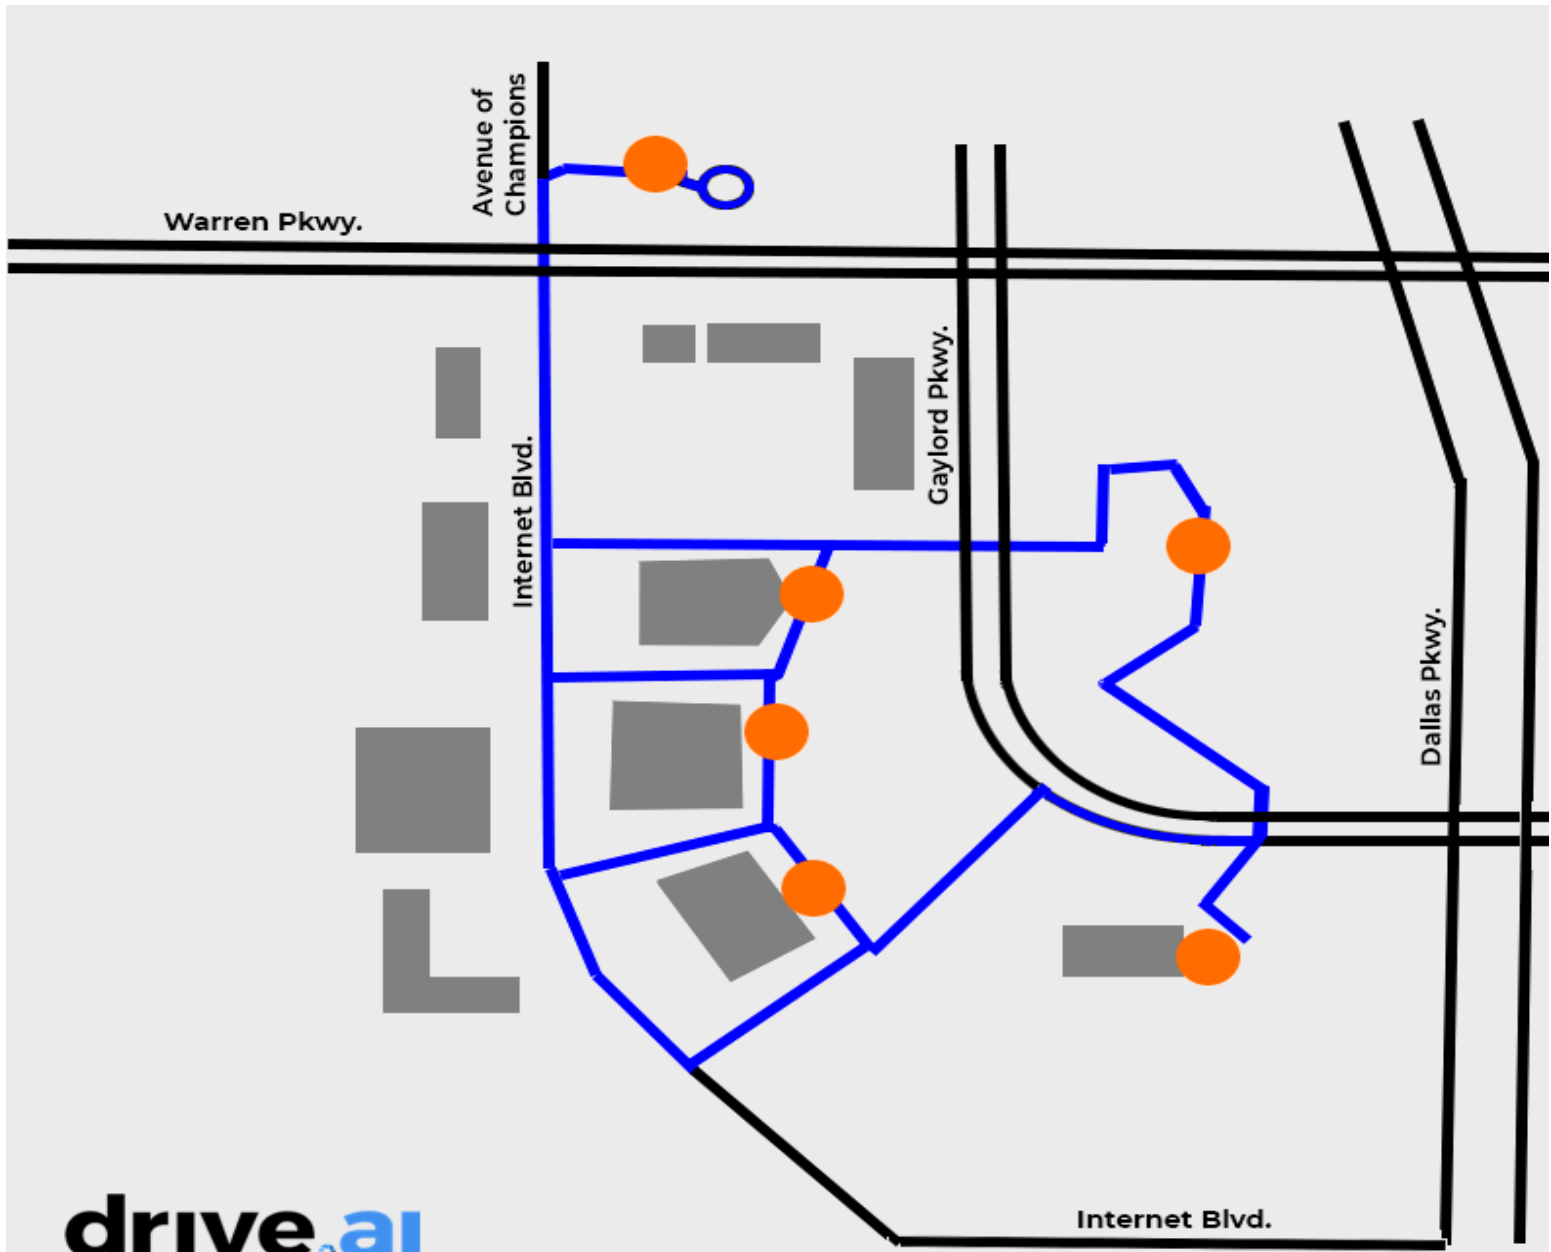 Avenue of
Champions
Warren Pkwy.
Gaylord Pkwy.
Internet Blvd.
Dallas Pkwy.
Internet Blvd.
drive.ai